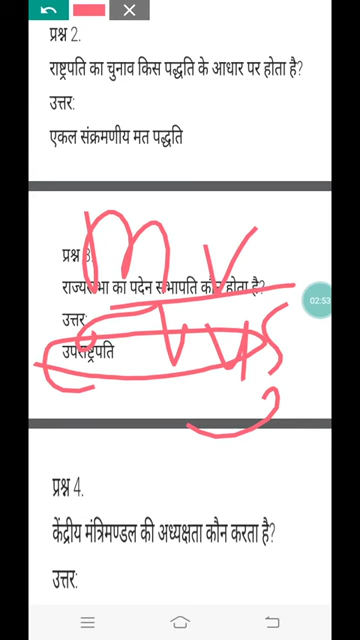 प्रश्न 2.
राष्ट्रपति का चुनाव किस पद्धति के आधार पर होता है?
उत्तर:
एकल संक्रमणीय मत पद्धति
प्रश्न 3.
राज्यसभा का पदेन सभापति कौन होता है?
उत्तर:
उपराष्ट्रपति
02:53
प्रश्न 4.
केंद्रीय मंत्रिमण्डल की अध्यक्षता कौन करता है?
उत्तर: